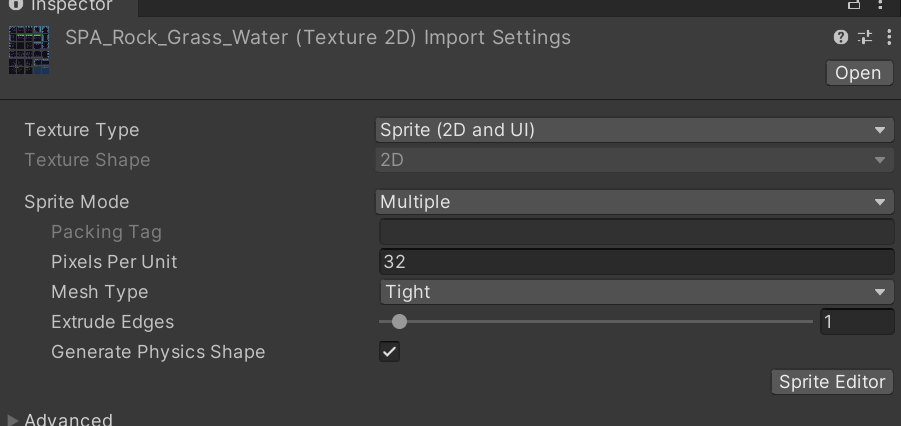 Inspector
SPA_Rock_Grass_Water (Texture 2D) Import Settings
Open
Texture Type Sprite (2D and UI)
Texture Shape 2D
Sprite Mode Multiple
Packing Tag
Pixels Per Unit 32
Mesh Type Tight
Extrude Edges 1
Generate Physics Shape
Sprite Editor
Advanced